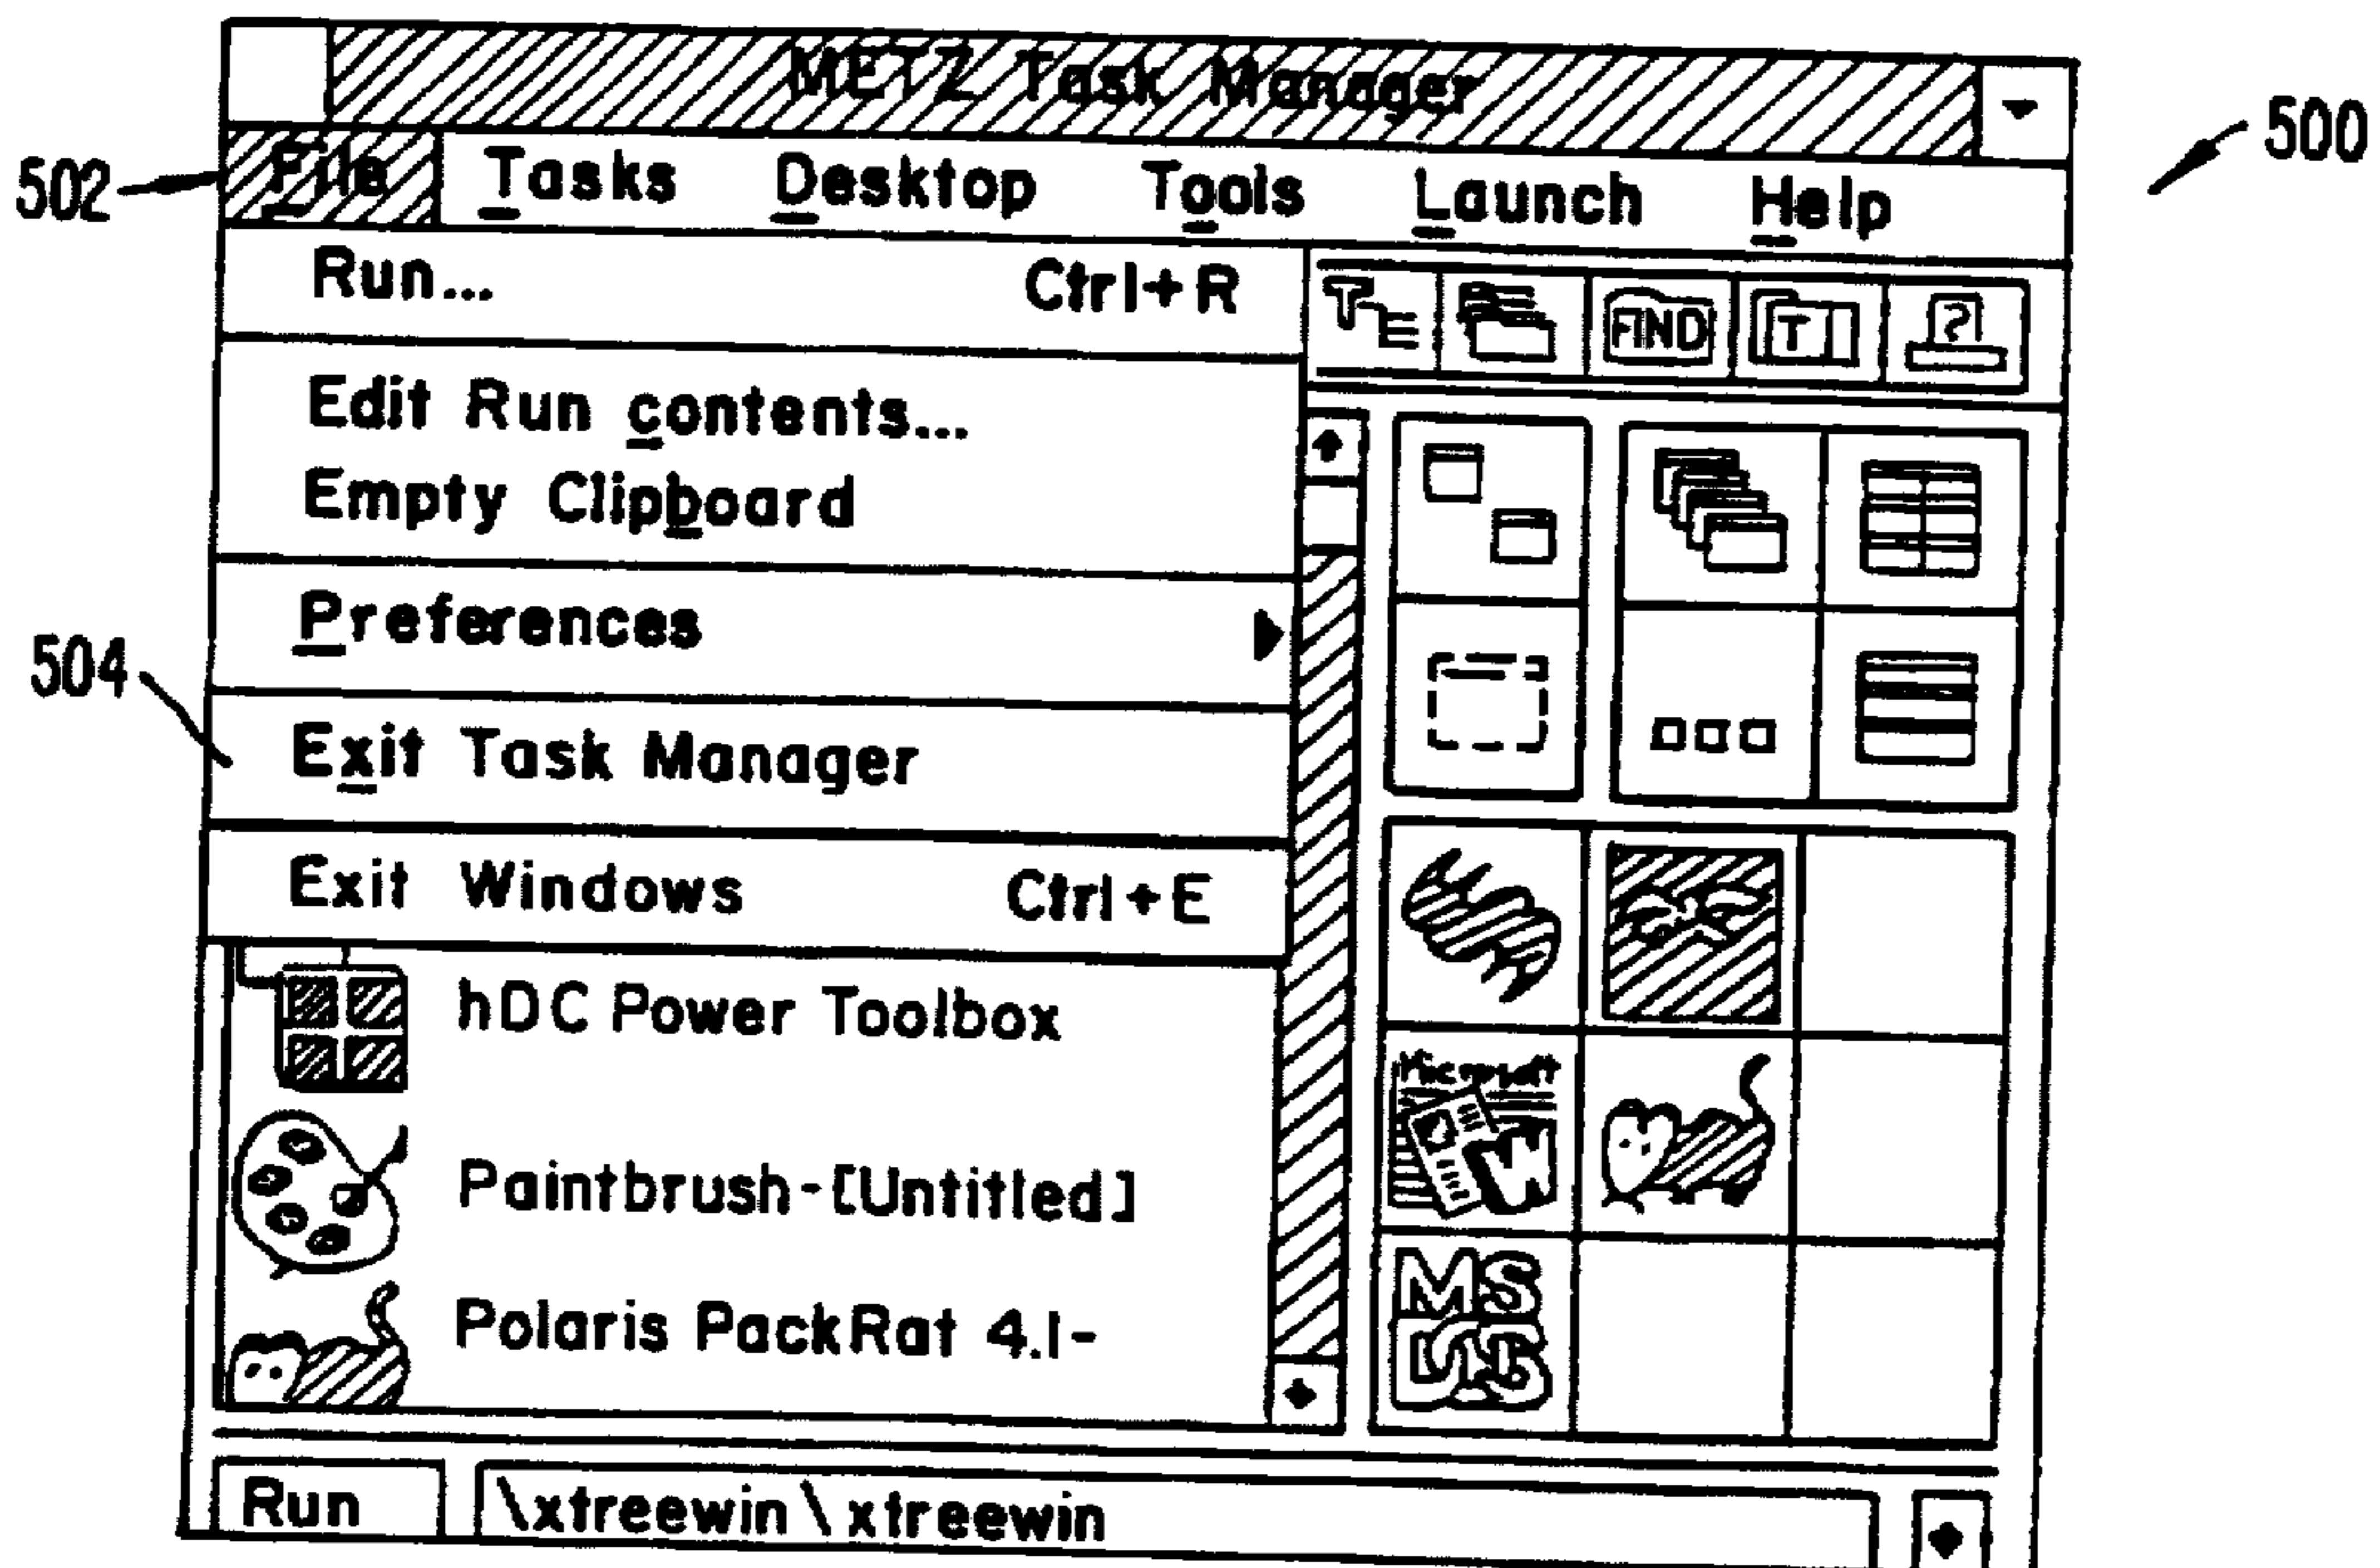 METZ Task Manager
500
502
File Tasks Desktop Tools Launch Help
Run... Ctrl+R
T E FIND T ?
Edit Run contents...
Empty Clipboard
Preferences
504
Exit Task Manager
Exit Windows Ctrl+E
hDC Power Toolbox
Paintbrush-[Untitled]
W
Polaris PackRat 4.1-
MS
DOS
Run \xtreewin\xtreewin